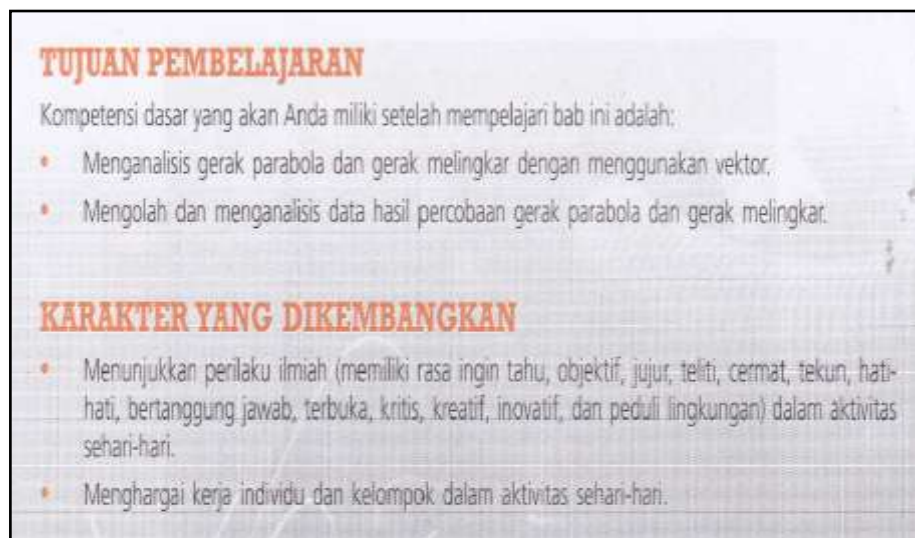 TUJUAN PEMBELAJARAN
Kompetensi dasar yang akan Anda miliki setelah mempelajari bab ini adalah:
• Menganalisis gerak parabola dan gerak melingkar dengan menggunakan vektor.
• Mengolah dan menganalisis data hasil percobaan gerak parabola dan gerak melingkar.
KARAKTER YANG DIKEMBANGKAN
• Menunjukkan perilaku ilmiah (memiliki rasa ingin tahu, objektif, jujur, teliti, cermat, tekun, hati-
hati, bertanggung jawab, terbuka, kritis, kreatif, inovatif, dan peduli lingkungan) dalam aktivitas
sehari-hari.
• Menghargai kerja individu dan kelompok dalam aktivitas sehari-hari.